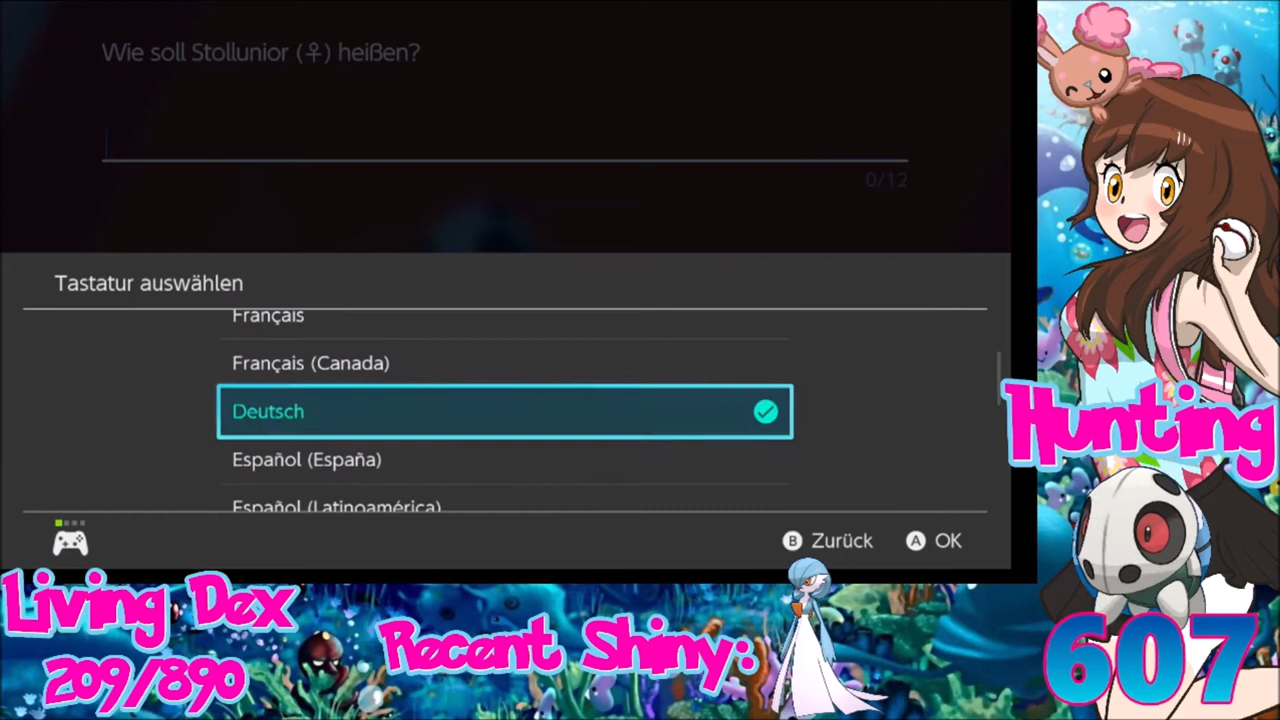 Wie soll Stollunior (♀) heißen?
0/12
Tastatur auswählen
Français
Français (Canada)
Deutsch
Español (España)
Español (Latinoamérica)
B Zurück A OK
Hunting
Living Dex
209/890
Recent Shiny:
607